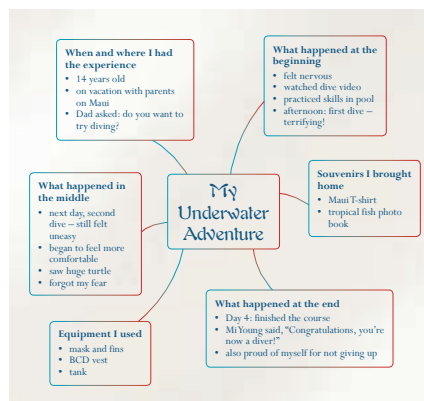 When and where I had
the experience
• 14 years old
• on vacation with parents
on Maui
• Dad asked: do you want to
try diving?
What happened at the
beginning
• felt nervous
• watched dive video
• practiced skills in pool
• afternoon: first dive –
terrifying!
What happened in
the middle
• next day, second
dive – still felt
uneasy
• began to feel more
comfortable
• saw huge turtle
• forgot my fear
My
Underwater
Adventure
Souvenirs I brought
home
• Maui T-shirt
• tropical fish photo
book
Equipment I used
• mask and fins
• BCD vest
• tank
What happened at the end
• Day 4: finished the course
• Mi Young said, “Congratulations, you’re
now a diver!”
• also proud of myself for not giving up